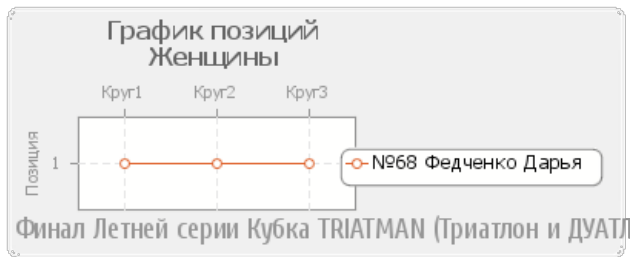 График позиций
Женщины
Круг1 Круг2 Круг3
Позиция
1
№68 Федченко Дарья
Финал Летней серии Кубка TRIATMAN (Триатлон и